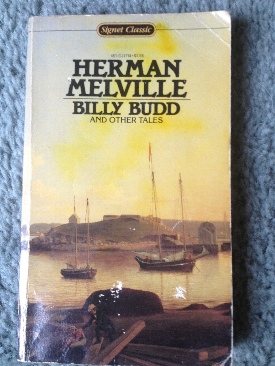 Signet Classic
HERMAN
MELVILLE
BILLY BUDD
AND OTHER TALES